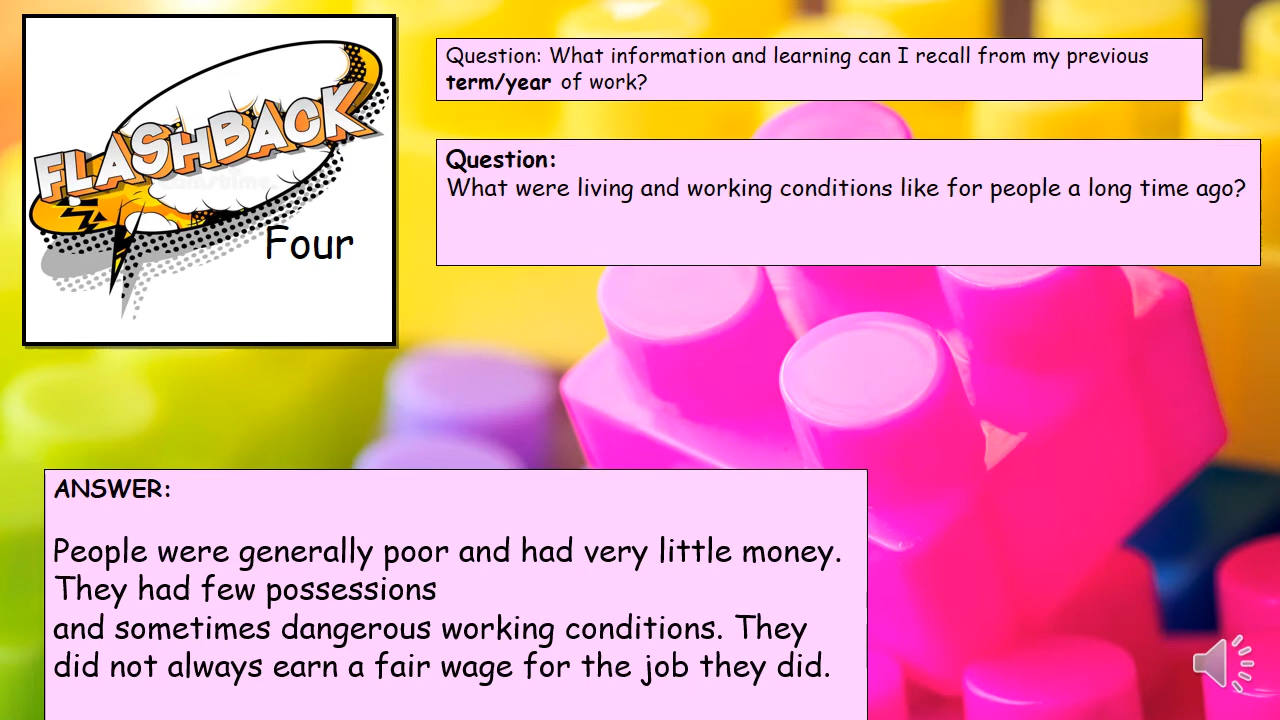 FLASHBACK
Four
Question: What information and learning can I recall from my previous
term/year of work?
Question:
What were living and working conditions like for people a long time ago?
ANSWER:
People were generally poor and had very little money.
They had few possessions
and sometimes dangerous working conditions. They
did not always earn a fair wage for the job they did.